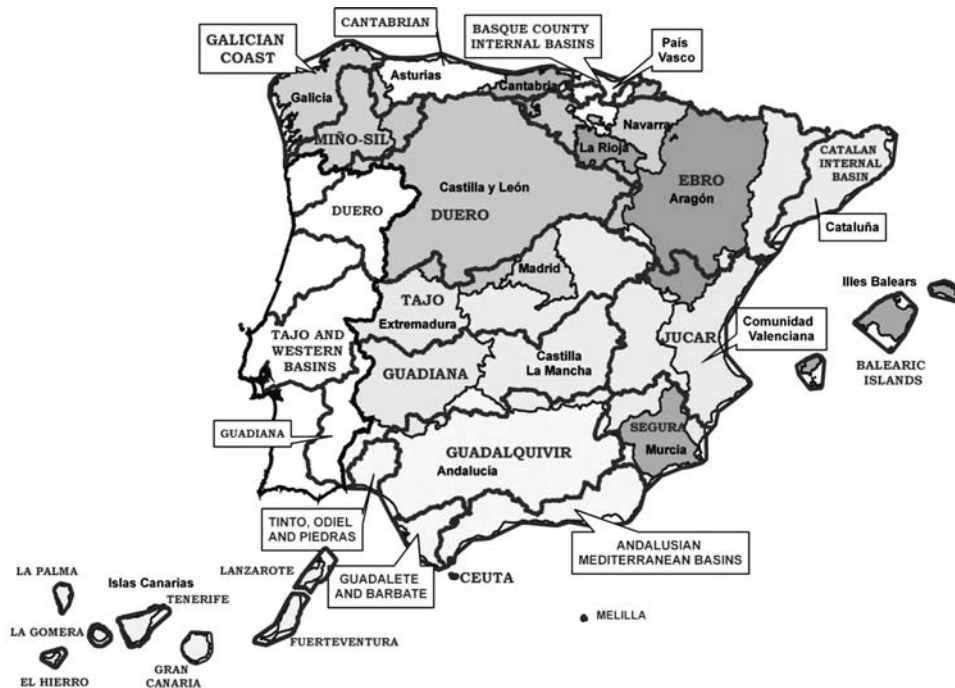 CANTABRIAN
BASQUE COUNTY
INTERNAL BASINS
GALICIAN
COAST
País
Vasco
Asturias
Cantabria
Galicia
Navarra
MIÑO-SIL
La Rioja
CATALAN
INTERNAL
BASIN
EBRO
Aragón
Castilla y León
DUERO
DUERO
Cataluña
Madrid
Illes Balears
TAJO
Extremadura
Comunidad
Valenciana
JUCAR
TAJO AND
WESTERN
BASINS
Castilla
La Mancha
GUADIANA
BALEARIC
ISLANDS
GUADIANA
SEGURA
Murcia
GUADALQUIVIR
Andalucía
TINTO, ODIEL
AND PIEDRAS
ANDALUSIAN
MEDITERRANEAN BASINS
LANZAROTE
GUADALETE
AND BARBATE
CEUTA
LA PALMA
Islas Canarias
TENERIFE
MELILLA
LA GOMERA
FUERTEVENTURA
EL HIERRO
GRAN
CANARIA